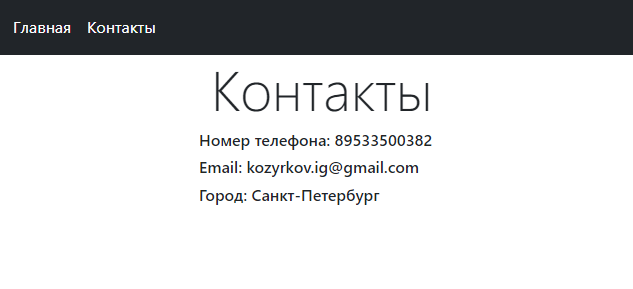 Главная Контакты
Контакты
Номер телефона: 89533500382
Email: kozyrkov.ig@gmail.com
Город: Санкт-Петербург